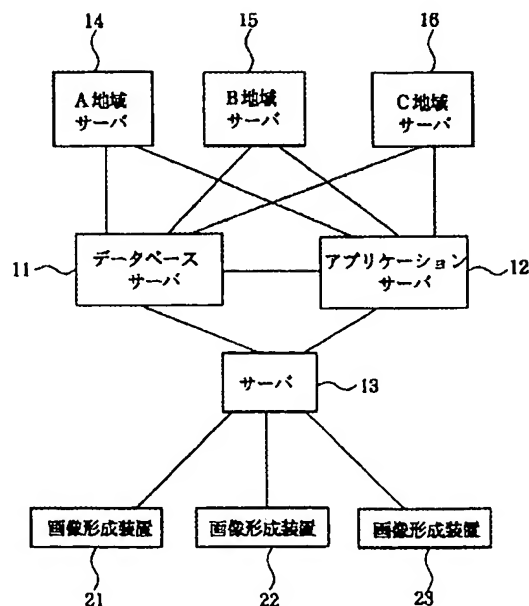 14
15
16
A地域
サーバ
B地域
サーバ
C地域
サーバ
データベース
サーバ
アプリケーション
サーバ
11
12
サーバ
13
画像形成装置
画像形成装置
画像形成装置
21
22
23